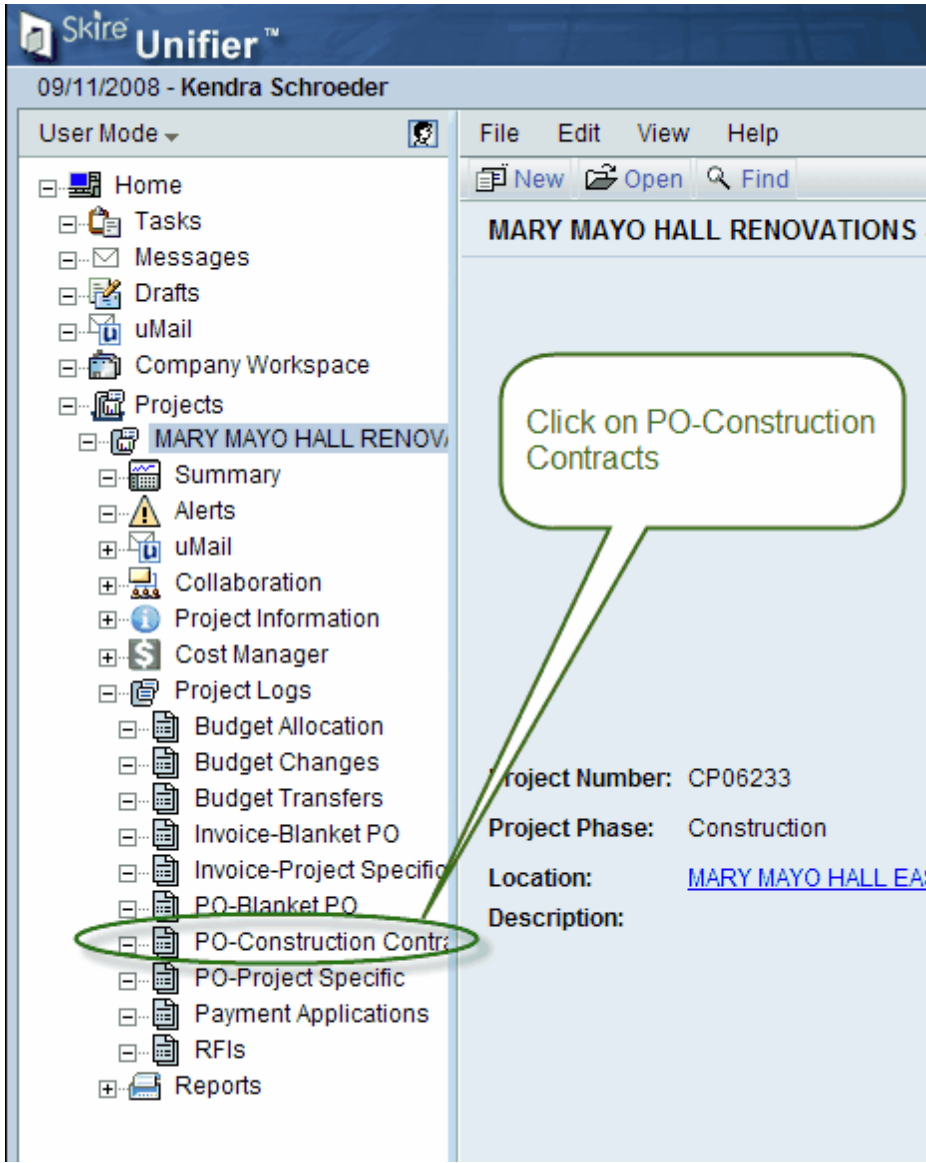 Skire Unifier™
09/11/2008 - Kendra Schroeder
User Mode
File Edit View Help
New Open Find
Home
Tasks
Messages
Drafts
uMail
Company Workspace
Projects
MARY MAYO HALL RENOV
Summary
Alerts
uMail
Collaboration
Project Information
Cost Manager
Project Logs
Budget Allocation
Budget Changes
Budget Transfers
Invoice-Blanket PO
Invoice-Project Specific
PO-Blanket PO
PO-Construction Contra
PO-Project Specific
Payment Applications
RFIs
Reports
MARY MAYO HALL RENOVATIONS
Click on PO-Construction
Contracts
Project Number: CP06233
Project Phase: Construction
Location: MARY MAYO HALL EAS
Description: